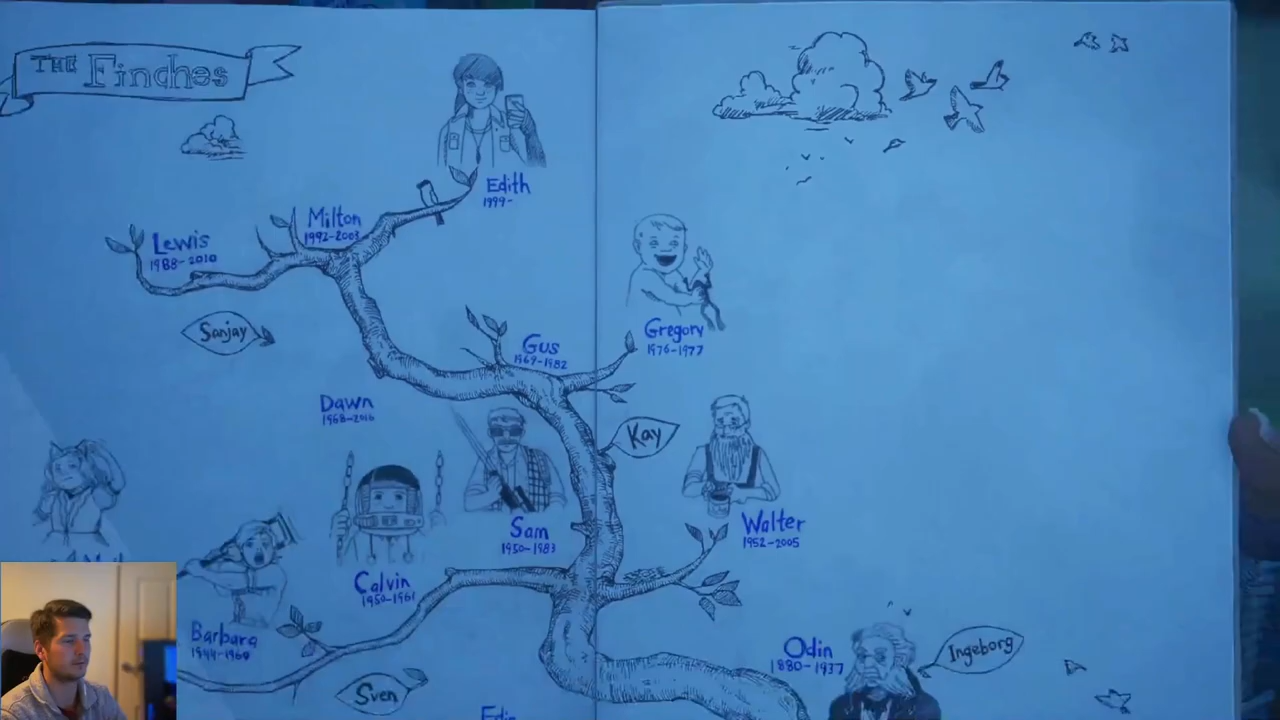 THE Finches
Edith
1999-
Milton
1992-2003
Lewis
1988-2010
Sanjay
Gregory
1976-1977
Gus
1969-1982
Dawn
1968-2016
Kay
Sam
1950-1983
Walter
1952-2005
Calvin
1950-1961
Barbara
1944-1960
Odin
1880-1937
Ingeborg
Sven